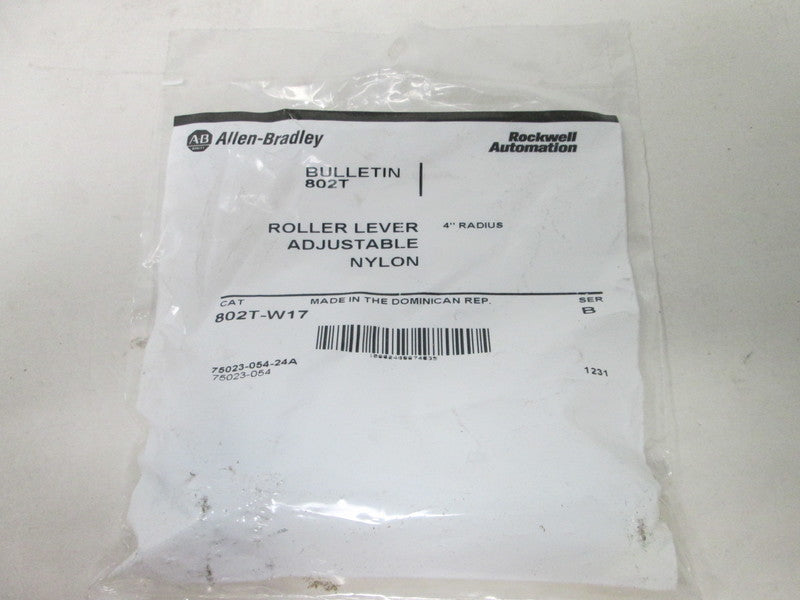 AB Allen-Bradley
Rockwell Automation
BULLETIN
802T
ROLLER LEVER 4" RADIUS
ADJUSTABLE
NYLON
CAT MADE IN THE DOMINICAN REP. SER
802T-W17 B
75023-054-24A
75023-054
1231